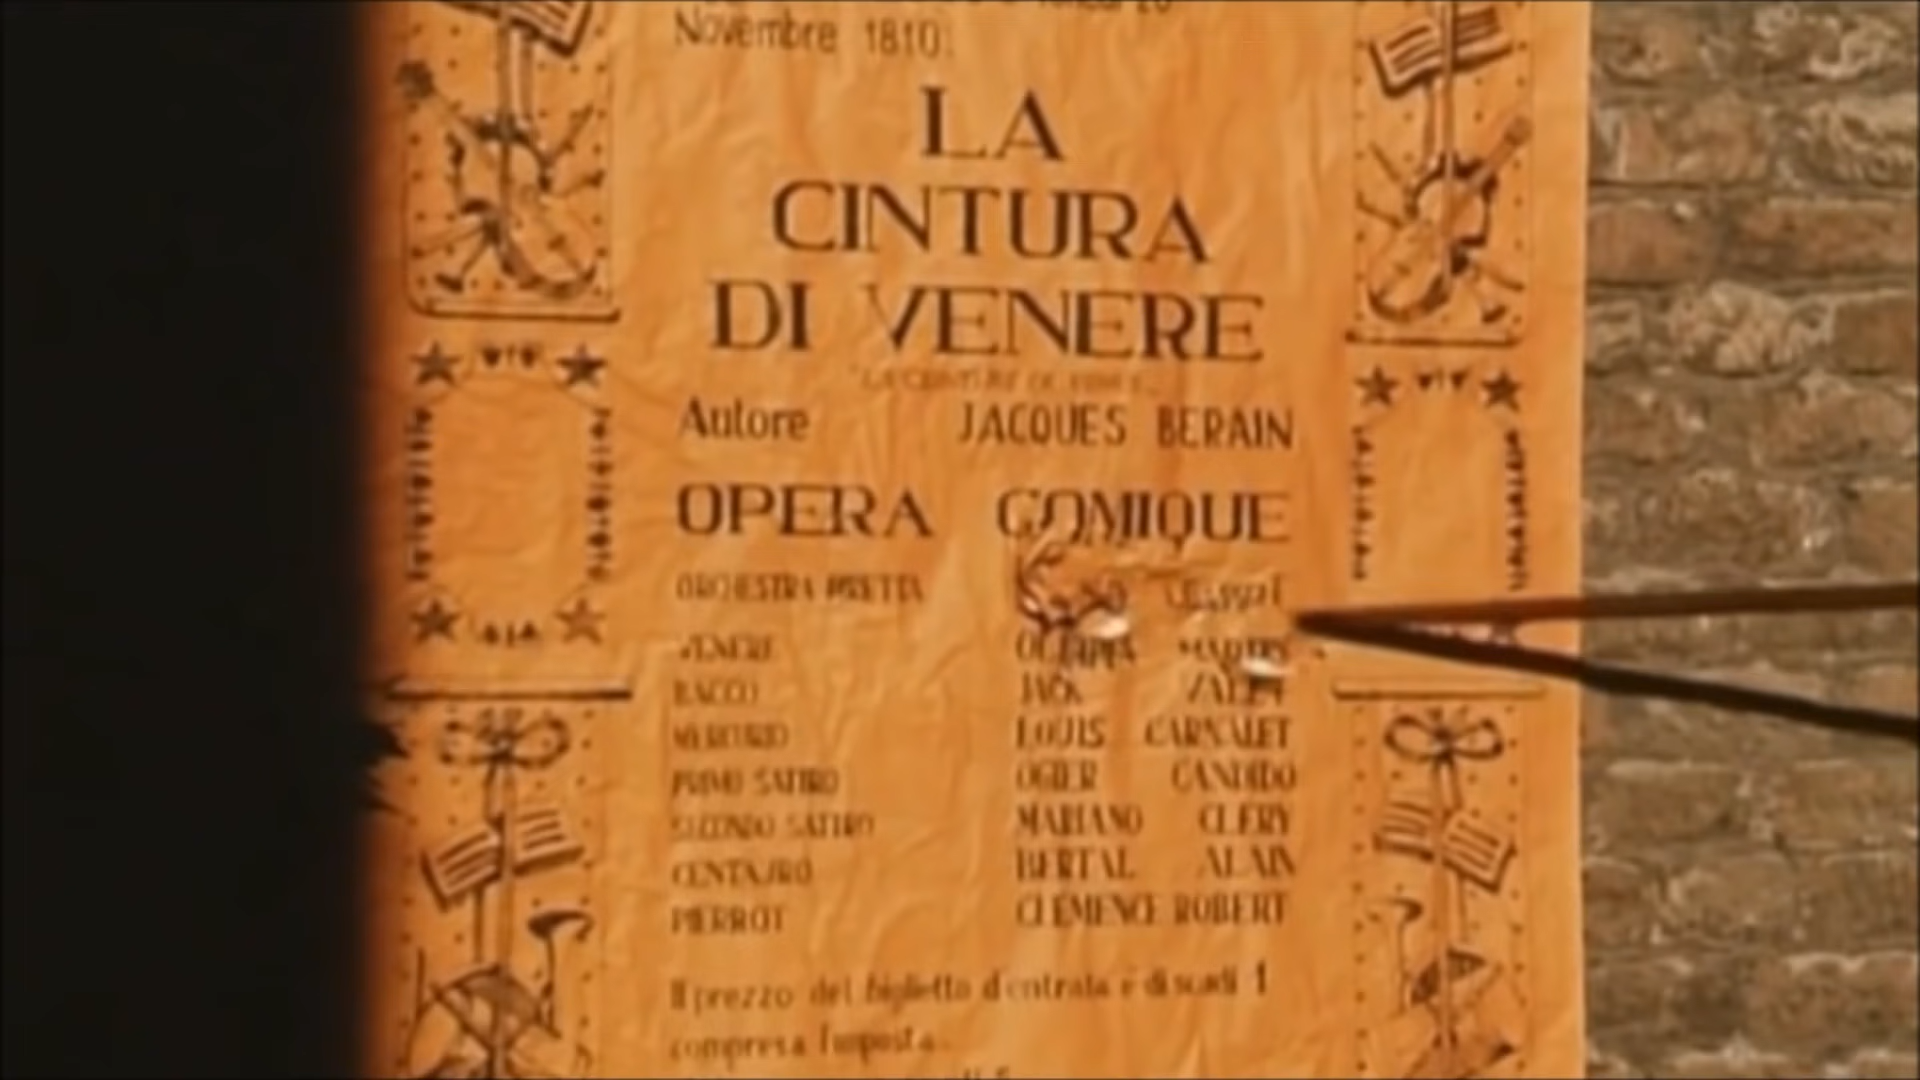 Novembre 1810.
LA
CINTURA
DI VENERE
Autore JACQUES BERAIN
OPERA COMIQUE
ORCHESTRA DIRETTA
VENERE OLIMPIA MARTIS
BACCO JACK
MERCURIO LOUIS CARNALET
PRIMO SATIRO OGIER CANDIDO
SECONDO SATIRO MARIANO CLERY
CENTAURO BERTAL ALAIN
PIERROT CLEMENCE ROBERT
Il prezzo del biglietto d'entrata è di scudi 1
compresa l'imposta.